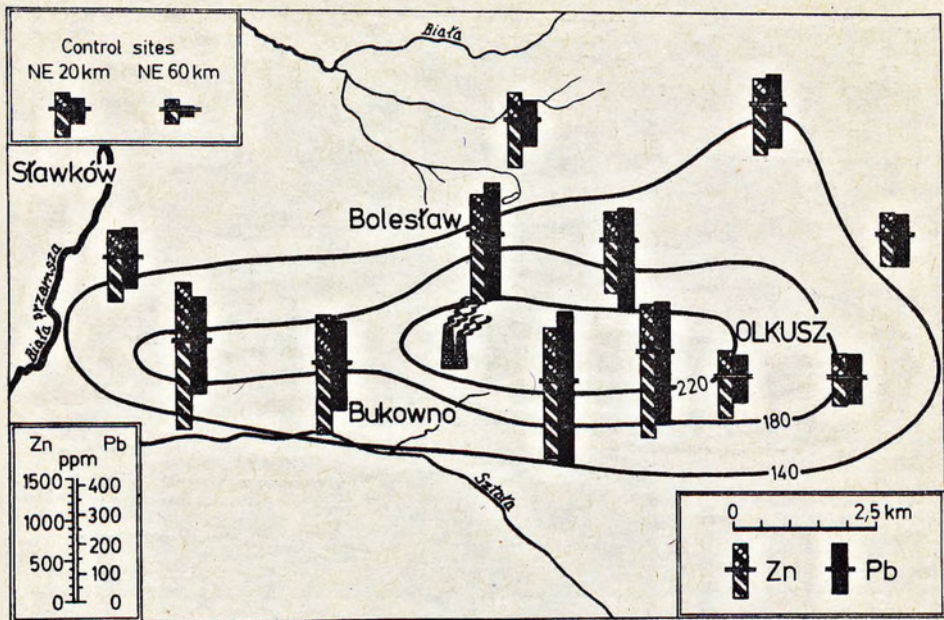 Control sites
NE 20km NE 60km
Biała
Sławków
Bolesław
Biała
OLKUSZ
220
Bukowno
180
140
Sztoła
Zn Pb
ppm
1500 400
1000 300
200
500 100
0 0
0 2,5 km
Zn Pb